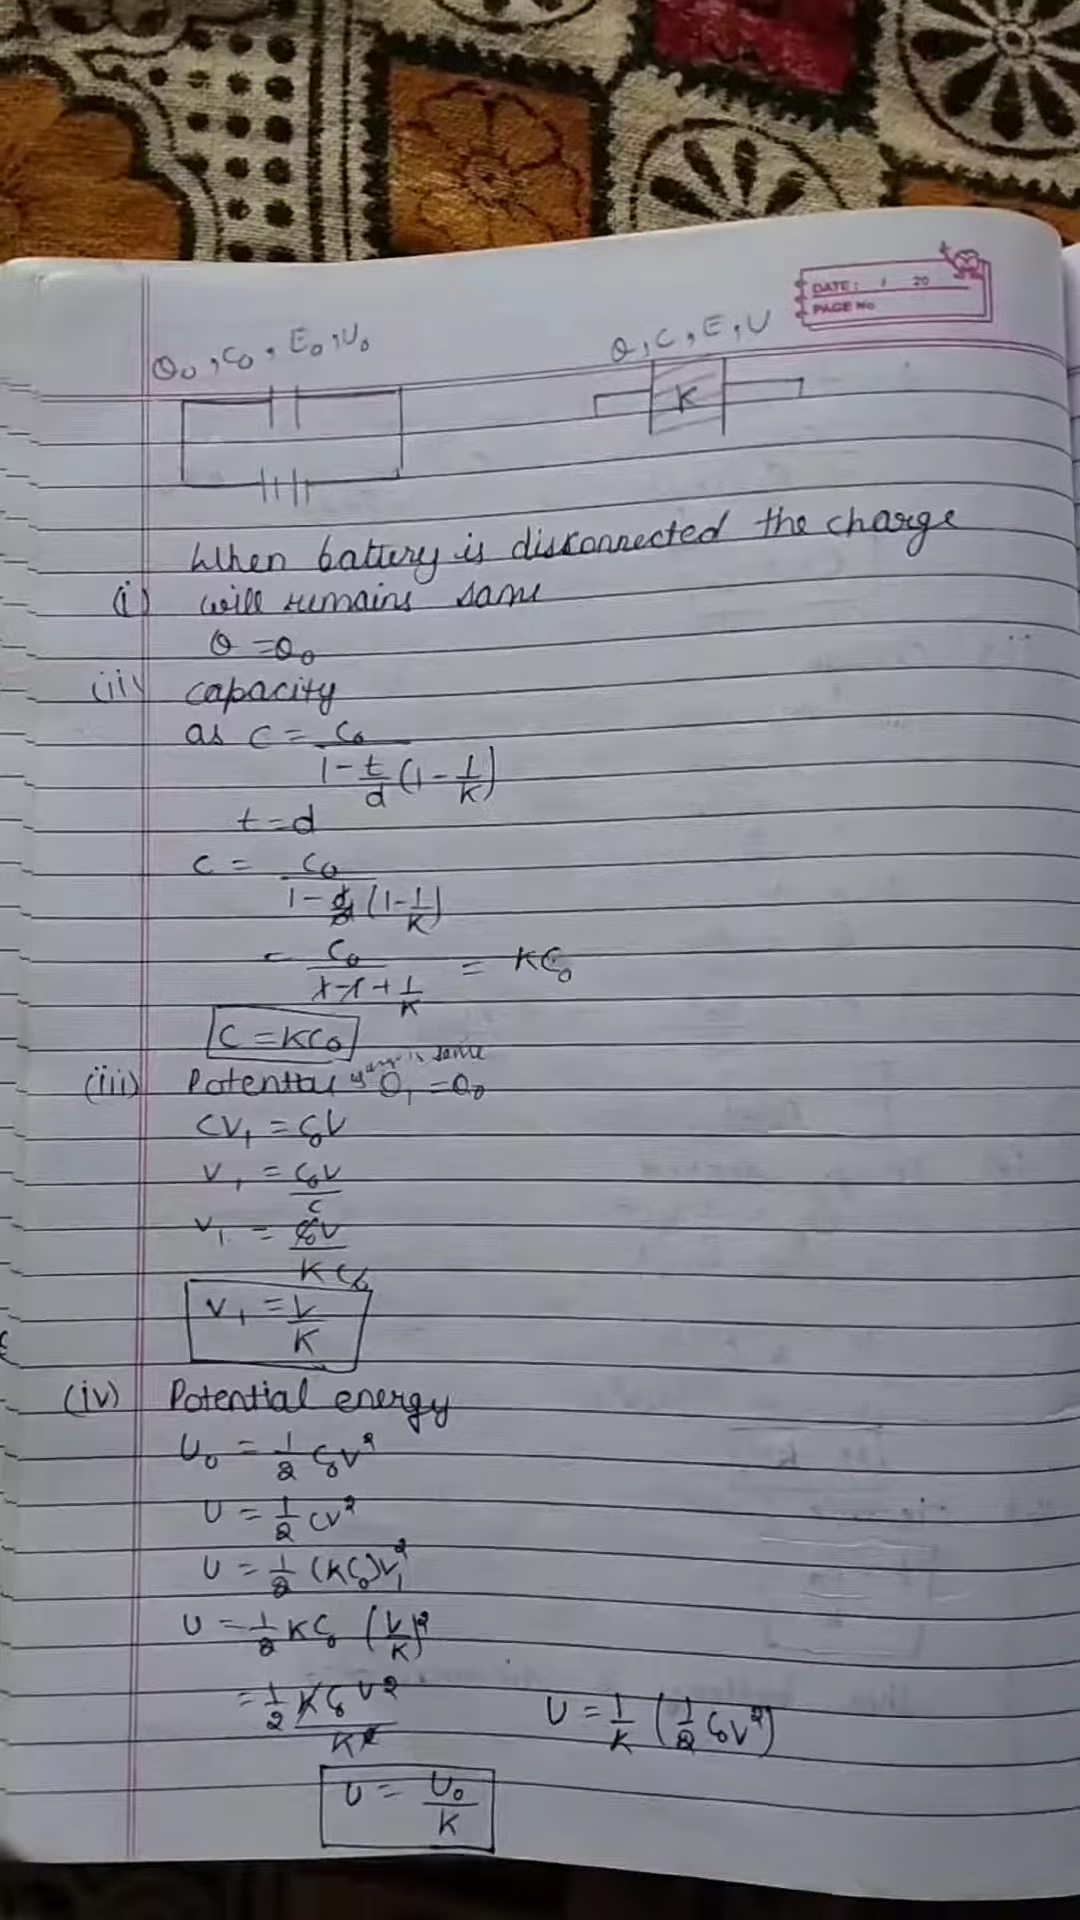 DATE: / 20
PAGE No
Q₀, C₀, E₀, U₀
Q, C, E, U
K
When battery is disconnected the charge
(i) will remains same
Q = Q₀
(ii) capacity
as C = C₀ / (1 - t/d (1 - 1/K))
t = d
C = C₀ / (1 - d/d (1 - 1/K))
= C₀ / (1 - 1 + 1/K) = KC₀
C = KC₀
(iii) Potential is same Q₁ = Q₀
CV₁ = C₀V
V₁ = C₀V / C
V₁ = C₀V / KC₀
V₁ = V / K
(iv) Potential energy
U₀ = 1/2 C₀V²
U = 1/2 CV²
U = 1/2 (KC₀)V₁²
U = 1/2 KC₀ (V/K)²
= 1/2 KC₀V² / K² U = 1/K (1/2 C₀V²)
U = U₀ / K